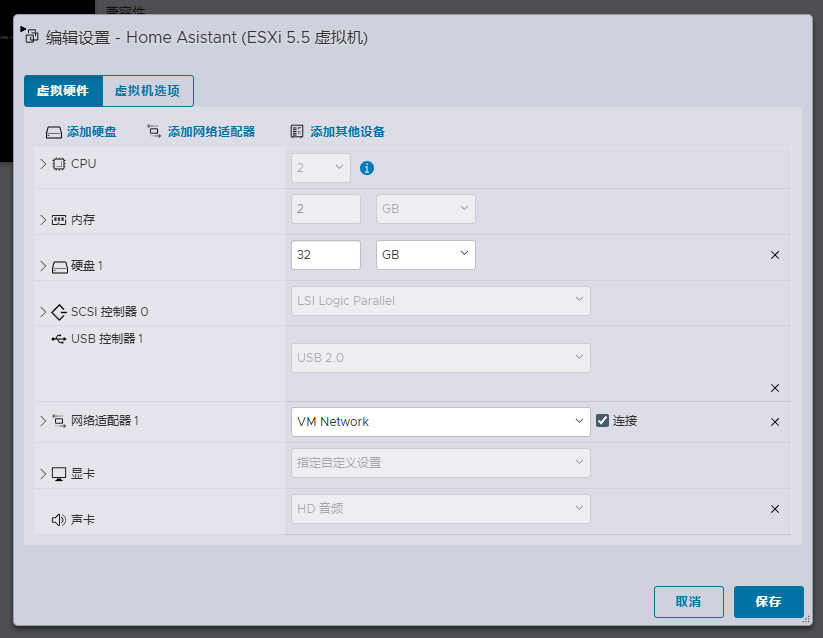 兼容性
编辑设置 - Home Asistant (ESXi 5.5 虚拟机)
虚拟硬件 虚拟机选项
添加硬盘 添加网络适配器 添加其他设备
CPU 2
内存 2 GB
硬盘 1 32 GB
SCSI 控制器 0 LSI Logic Parallel
USB 控制器 1
USB 2.0
网络适配器 1 VM Network 连接
显卡 指定自定义设置
声卡 HD 音频
取消 保存